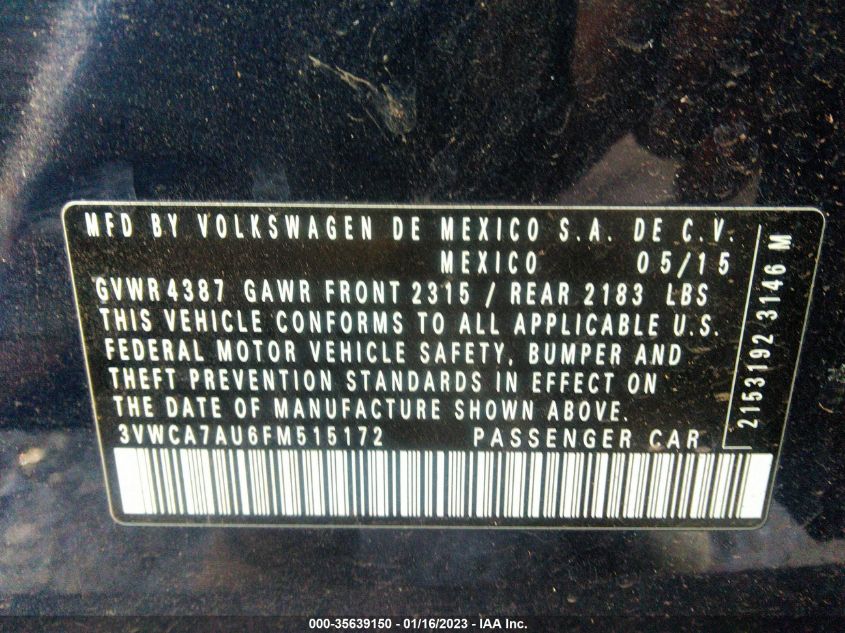 MFD BY VOLKSWAGEN DE MEXICO S.A. DE C.V.
MEXICO 05/15
GVWR 4387 GAWR FRONT 2315 / REAR 2183 LBS
THIS VEHICLE CONFORMS TO ALL APPLICABLE U.S.
FEDERAL MOTOR VEHICLE SAFETY, BUMPER AND
THEFT PREVENTION STANDARDS IN EFFECT ON
THE DATE OF MANUFACTURE SHOWN ABOVE.
3VWCA7AU6FM515172 PASSENGER CAR
2153192 3146 M
000-35639150 - 01/16/2023 - IAA Inc.